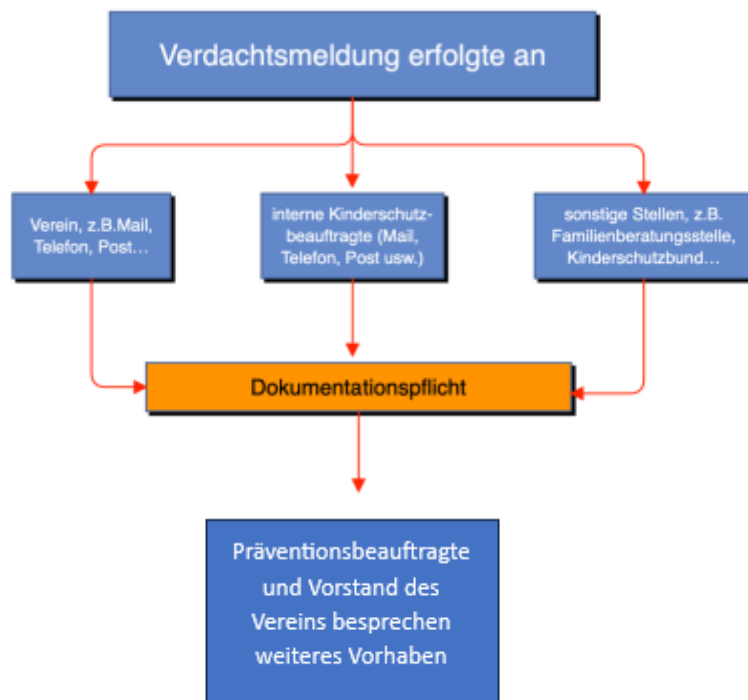 Verdachtsmeldung erfolgte an
Verein, z.B.Mail,
Telefon, Post...
interne Kinderschutz-
beauftragte (Mail,
Telefon, Post usw.)
sonstige Stellen, z.B.
Familienberatungsstelle,
Kinderschutzbund...
Dokumentationspflicht
Präventionsbeauftragte
und Vorstand des
Vereins besprechen
weiteres Vorhaben